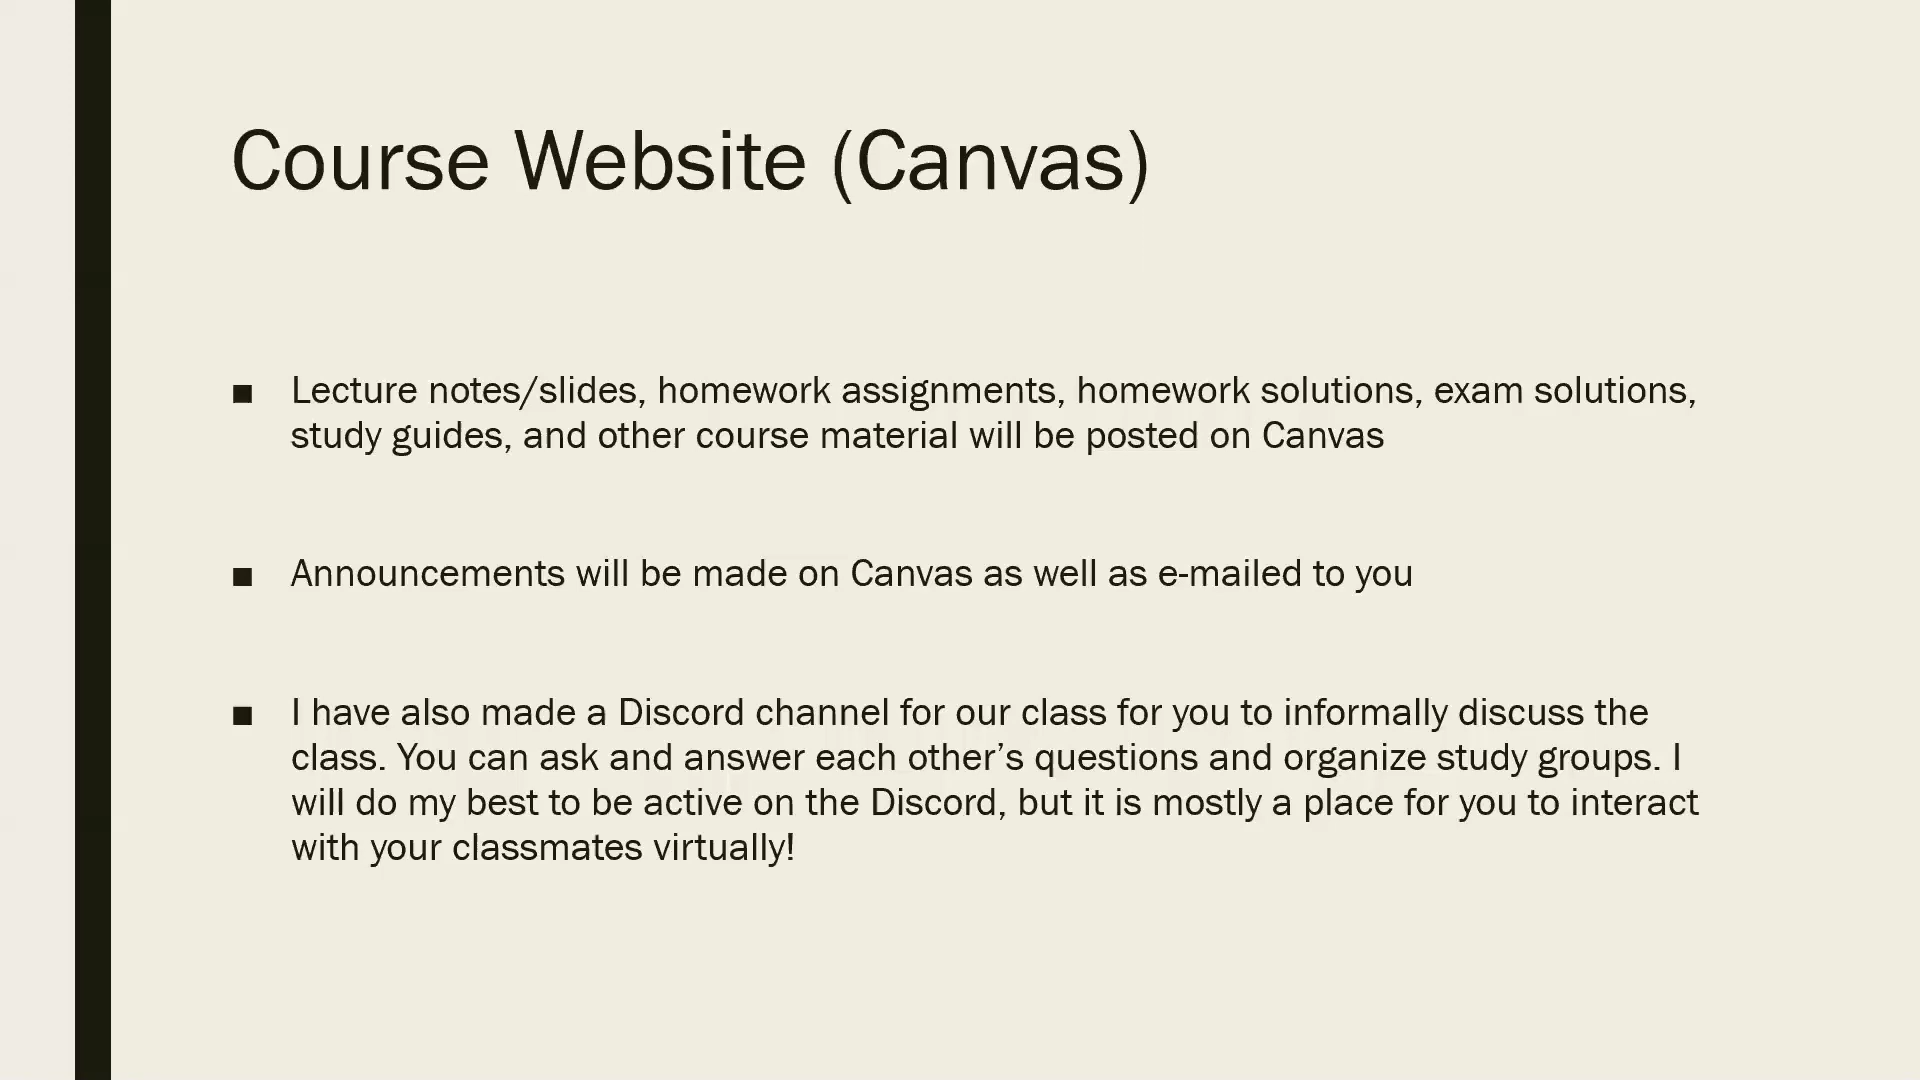 Course Website (Canvas)
■ Lecture notes/slides, homework assignments, homework solutions, exam solutions,
study guides, and other course material will be posted on Canvas
■ Announcements will be made on Canvas as well as e-mailed to you
■ I have also made a Discord channel for our class for you to informally discuss the
class. You can ask and answer each other’s questions and organize study groups. I
will do my best to be active on the Discord, but it is mostly a place for you to interact
with your classmates virtually!